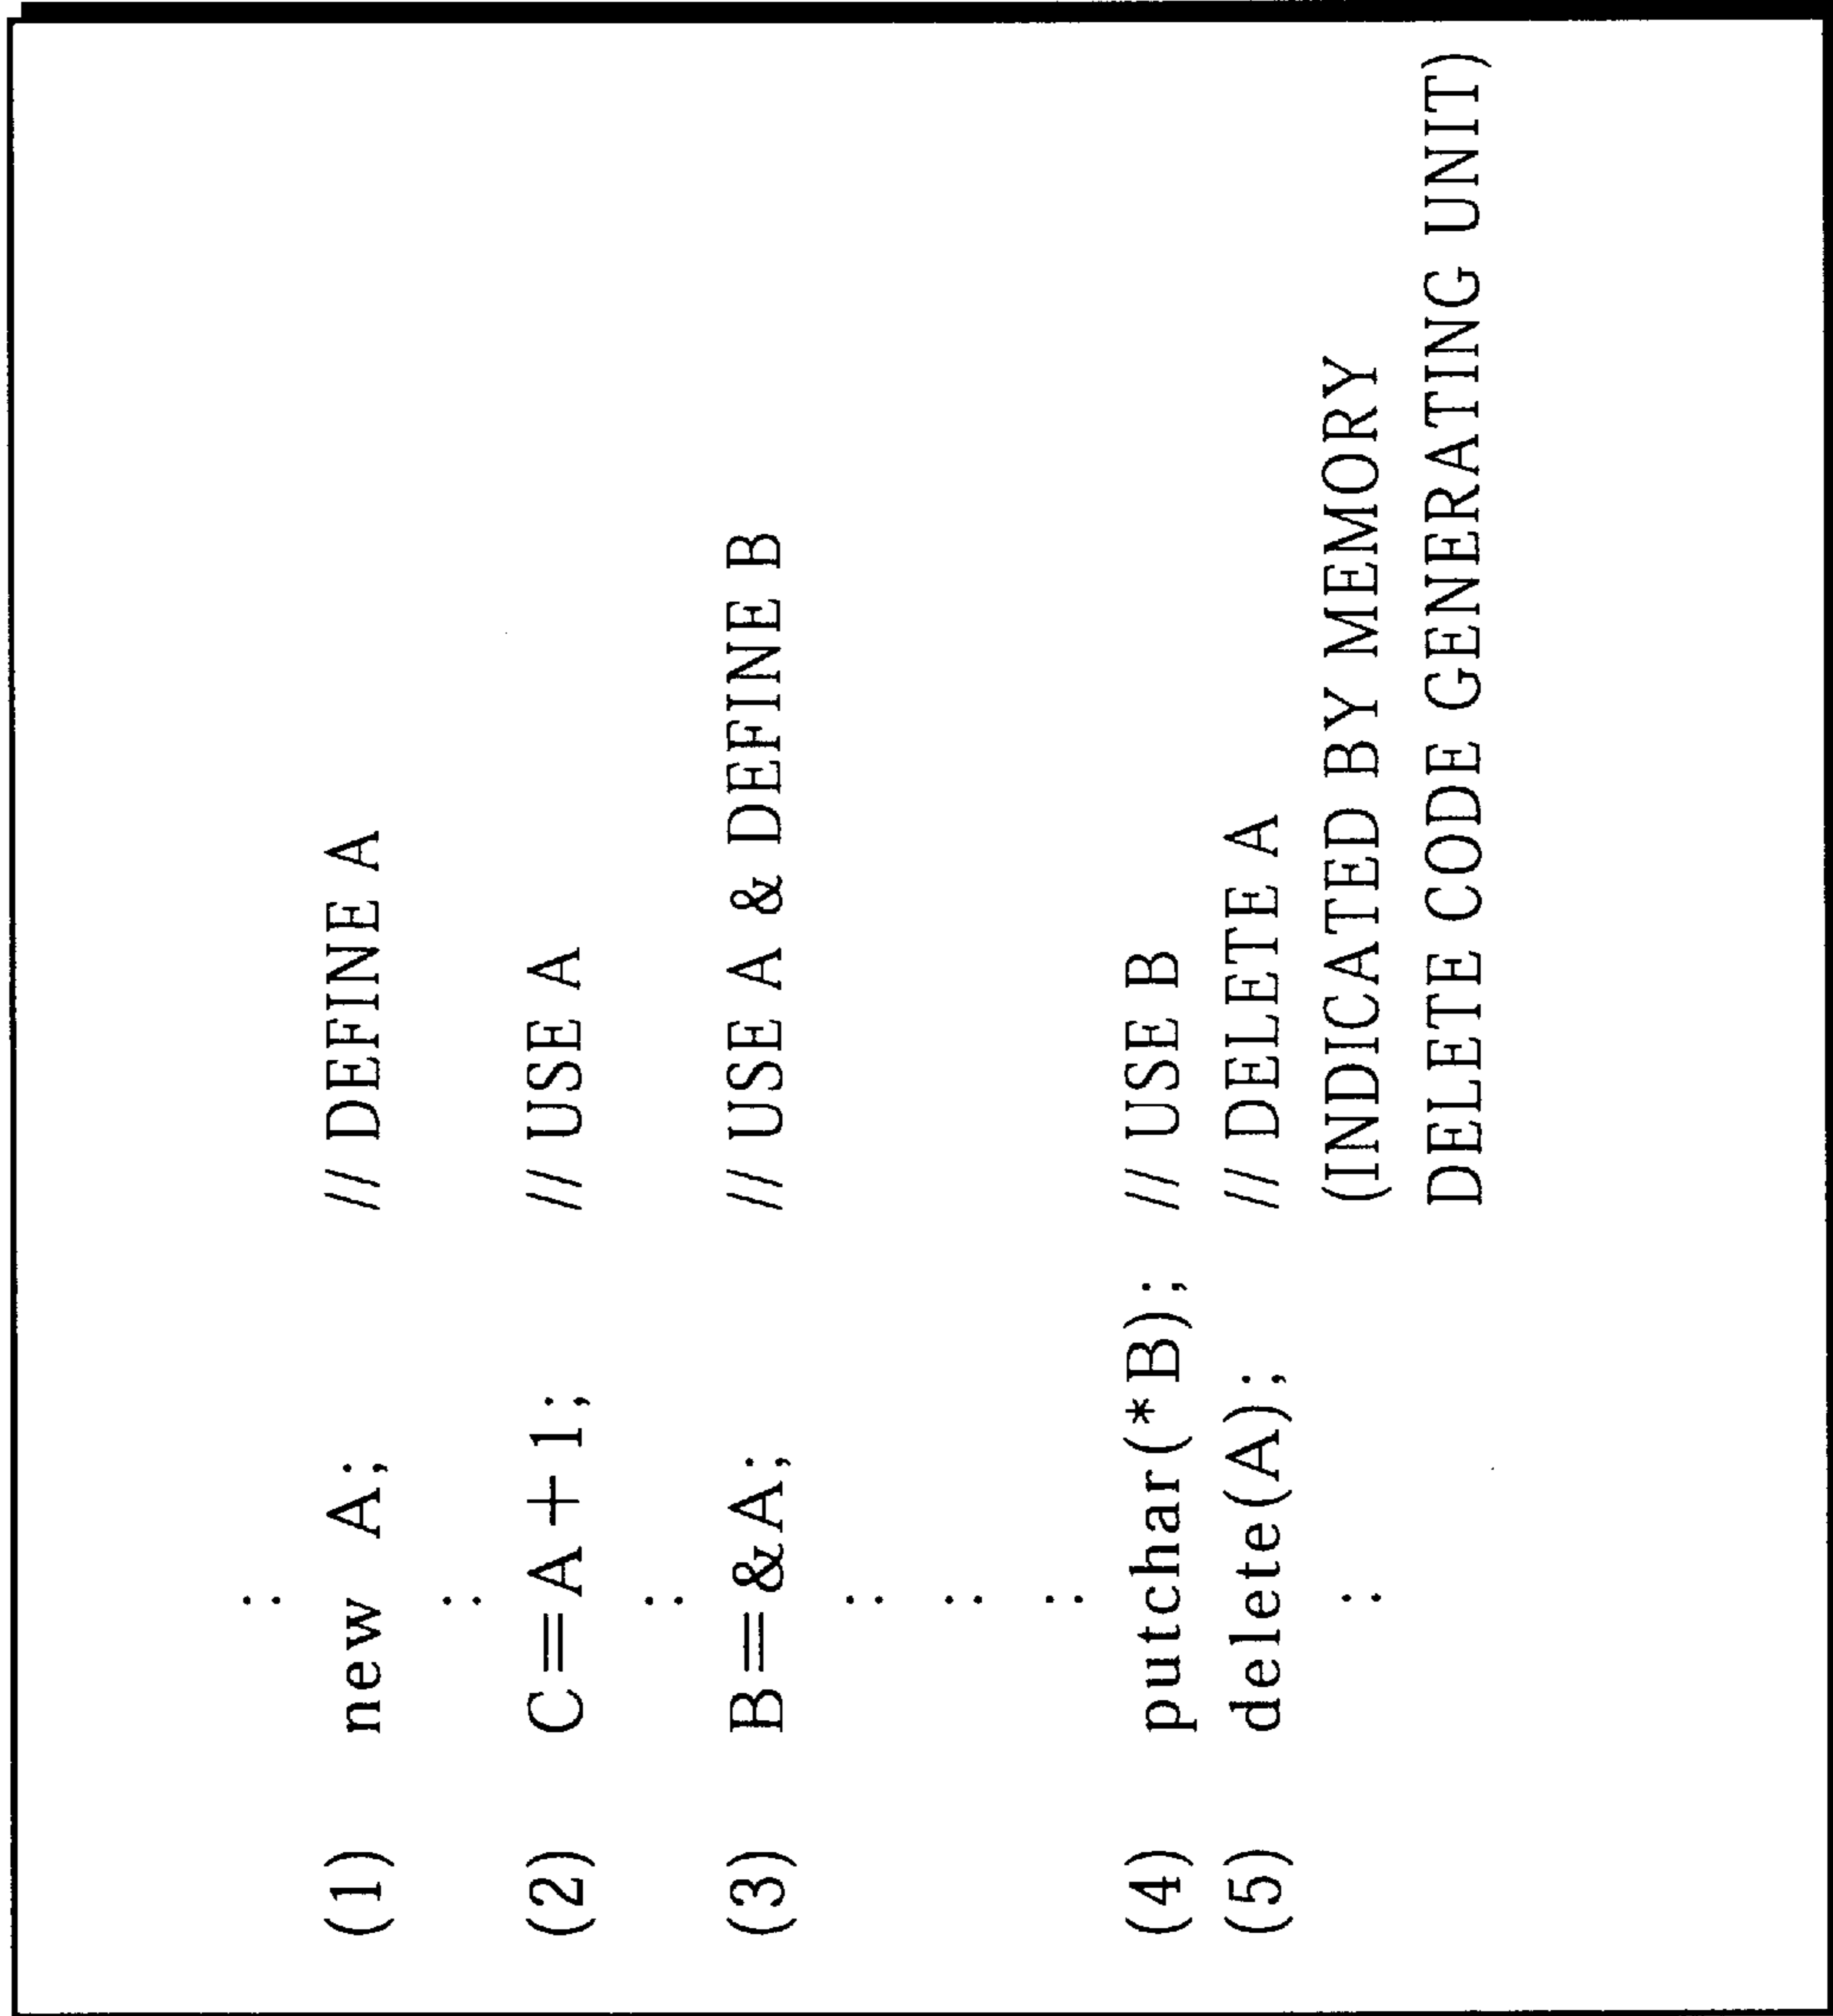 :
(1) new A; // DEFINE A
:
(2) C=A+1; // USE A
:
(3) B=&A; // USE A & DEFINE B
:
:
:
(4) putchar(*B); // USE B
(5) delete(A); // DELETE A
: (INDICATED BY MEMORY
DELETE CODE GENERATING UNIT)